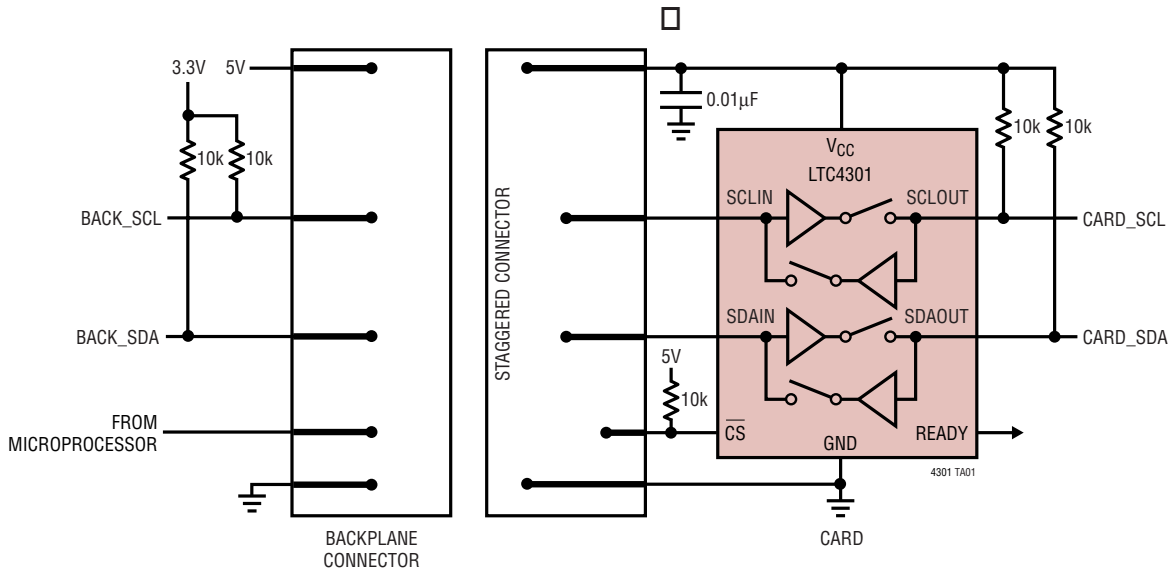 3.3V
5V
0.01µF
10k
10k
10k
10k
VCC
LTC4301
SCLIN
SCLOUT
BACK_SCL
CARD_SCL
STAGGERED CONNECTOR
SDAIN
SDAOUT
BACK_SDA
CARD_SDA
5V
10k
FROM
MICROPROCESSOR
CS
GND
READY
4301 TA01
BACKPLANE
CONNECTOR
CARD